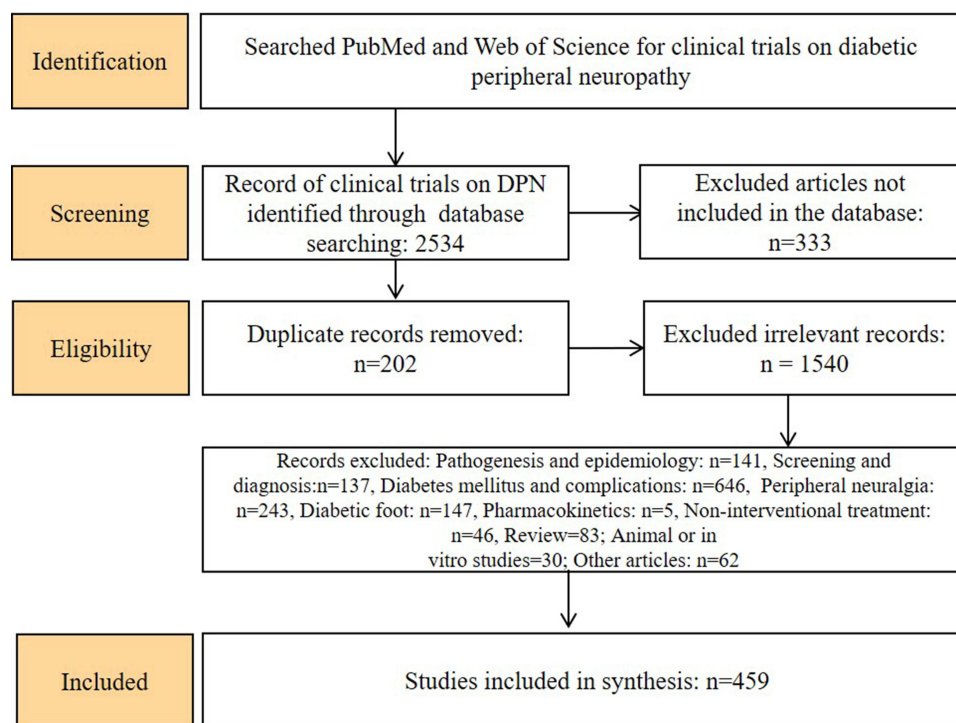 Identification
Searched PubMed and Web of Science for clinical trials on diabetic
peripheral neuropathy
Screening
Record of clinical trials on DPN
identified through database
searching: 2534
Excluded articles not
included in the database:
n=333
Eligibility
Duplicate records removed:
n=202
Excluded irrelevant records:
n = 1540
Records excluded: Pathogenesis and epidemiology: n=141, Screening and
diagnosis:n=137, Diabetes mellitus and complications: n=646, Peripheral neuralgia:
n=243, Diabetic foot: n=147, Pharmacokinetics: n=5, Non-interventional treatment:
n=46, Review=83; Animal or in
vitro studies=30; Other articles: n=62
Included
Studies included in synthesis: n=459